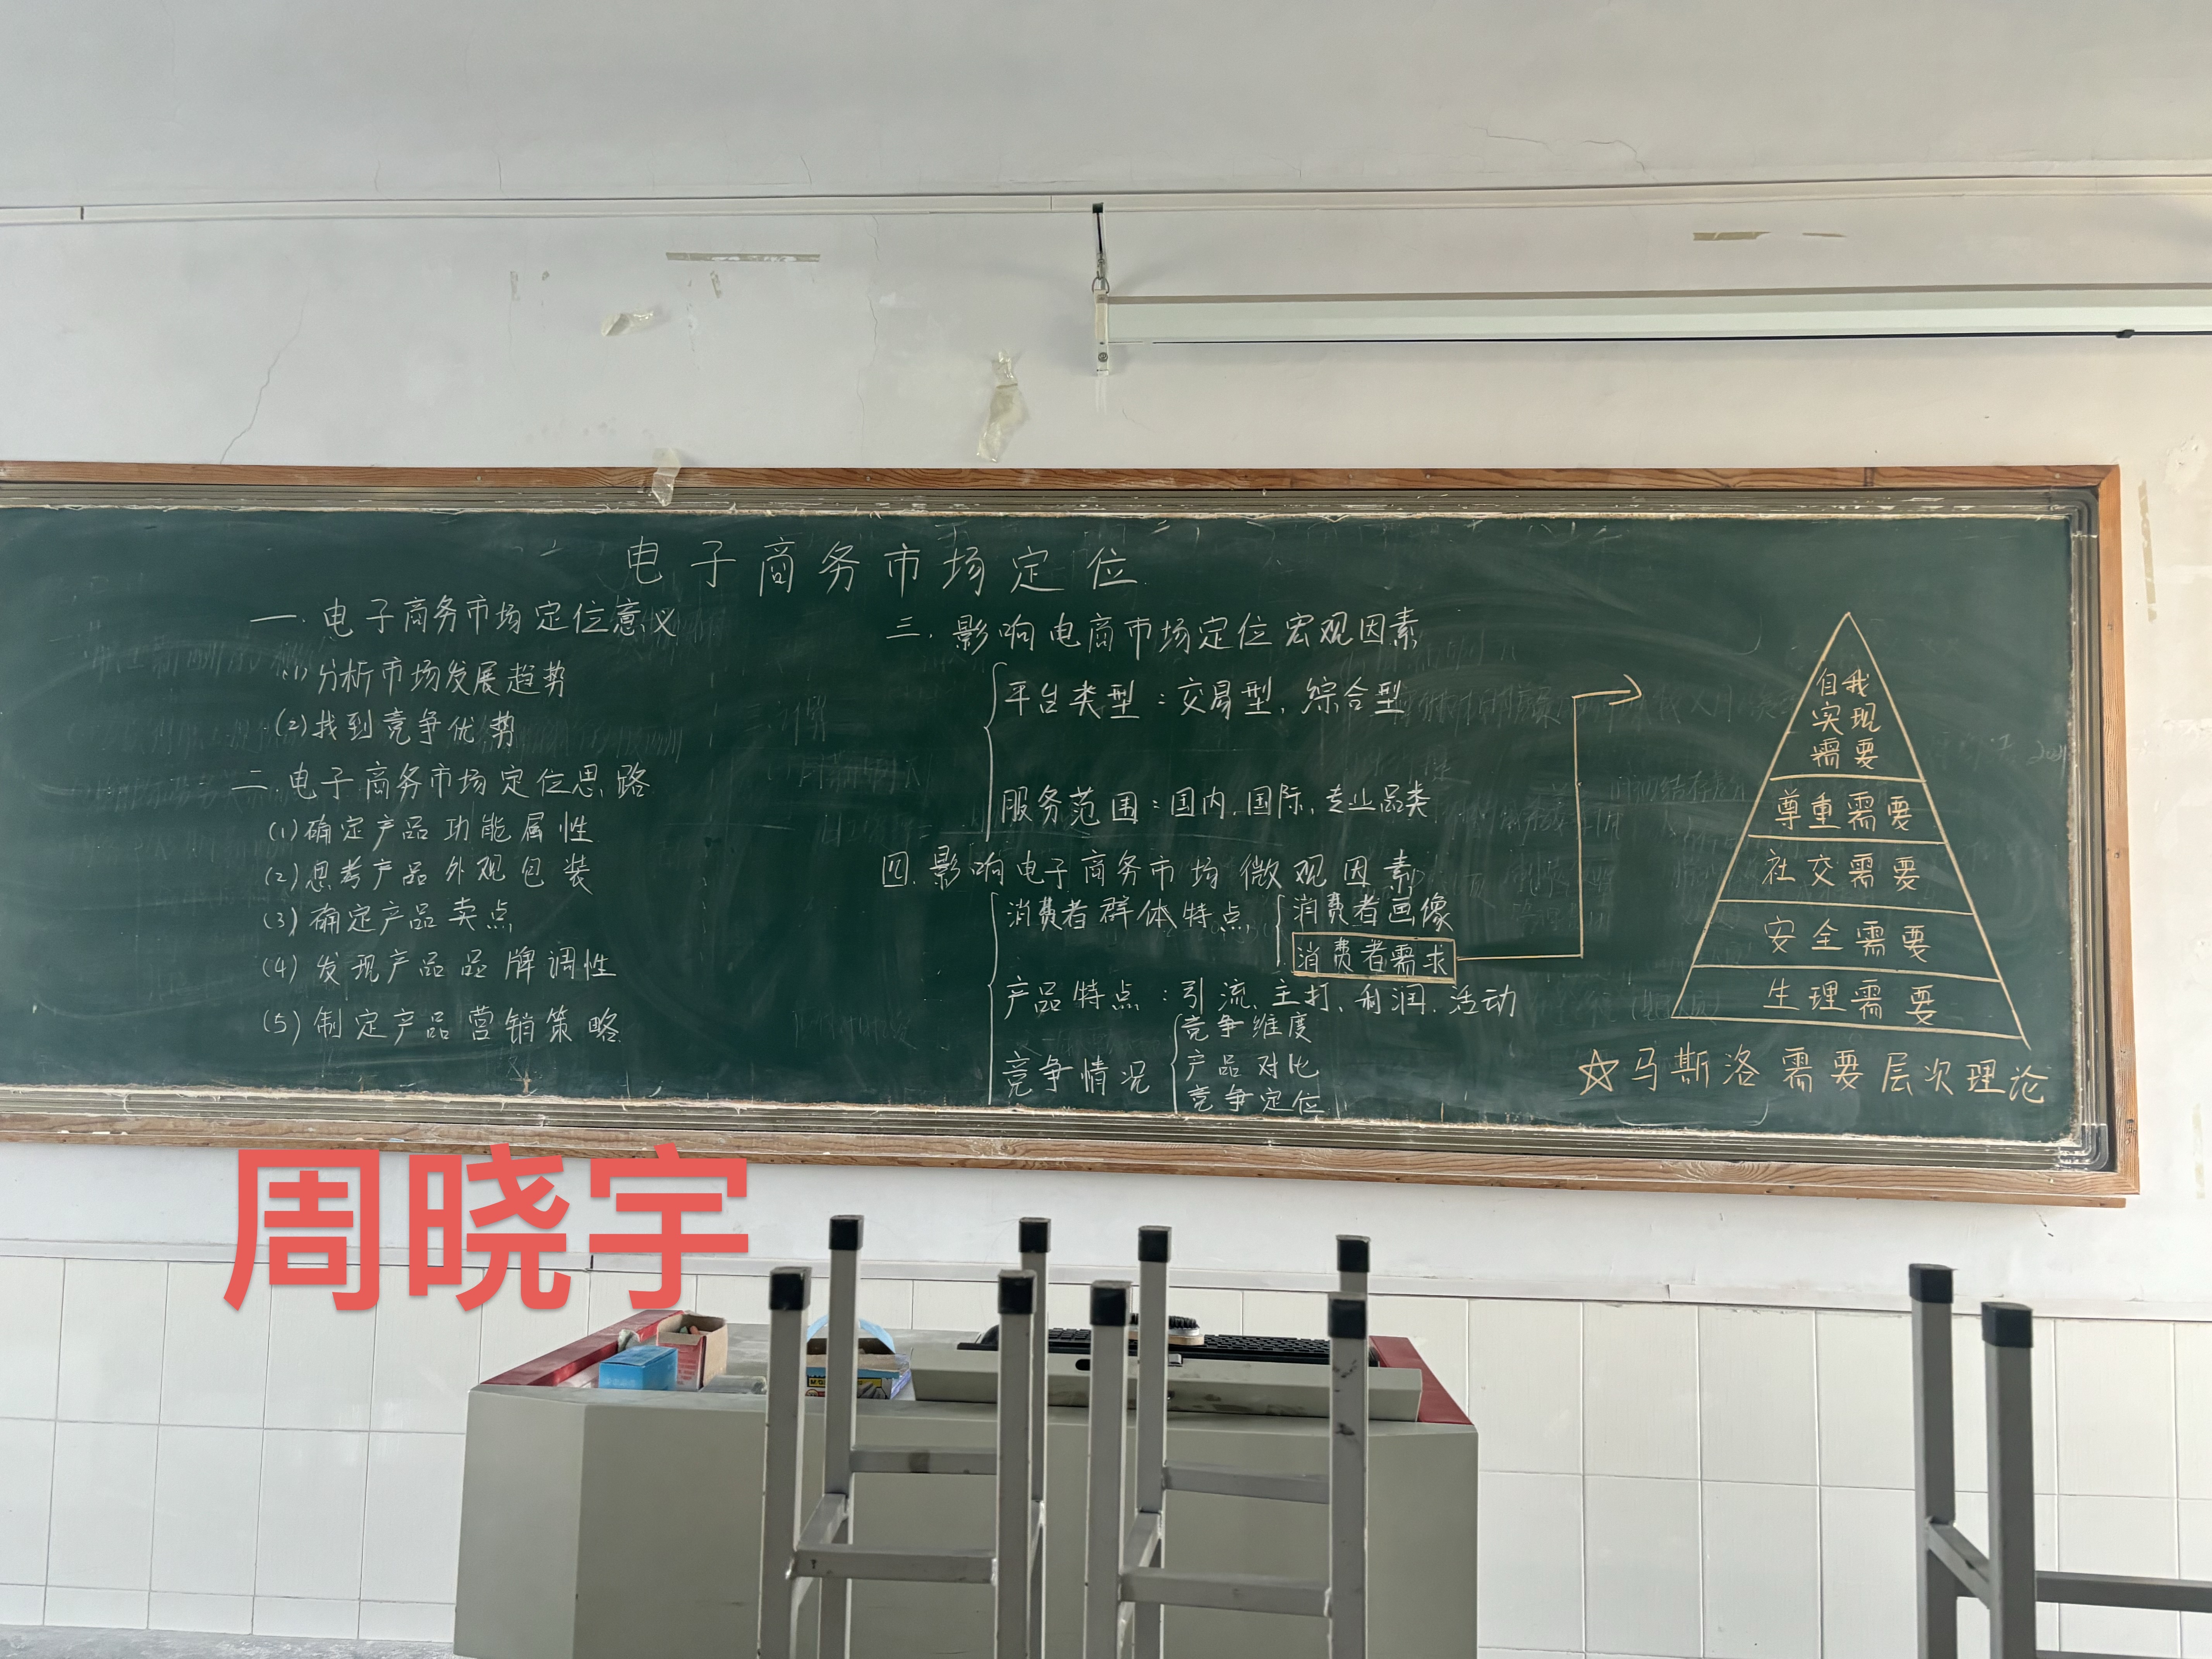 电子商务市场定位
一.电子商务市场定位意义
(1)分析市场发展趋势
(2)找到竞争优势
二.电子商务市场定位思路
(1)确定产品功能属性
(2)思考产品外观包装
(3)确定产品卖点
(4)发现产品品牌调性
(5)制定产品营销策略
三.影响电商市场定位宏观因素
平台类型：交易型、综合型
服务范围：国内、国际、专业品类
四.影响电子商务市场微观因素
消费者群体特点
消费者画像
消费者需求
产品特点：引流、主打、利润、活动
竞争情况
竞争维度
产品对比
竞争定位
自我
实现
需要
尊重需要
社交需要
安全需要
生理需要
☆马斯洛需要层次理论
周晓宇